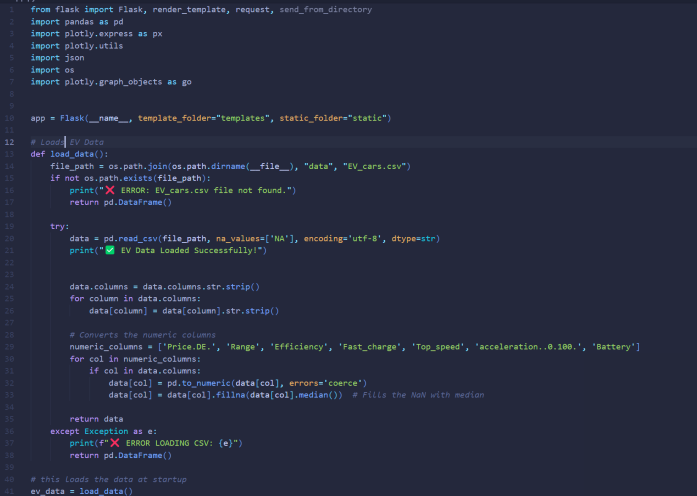 1 from flask import Flask, render_template, request, send_from_directory
2 import pandas as pd
3 import plotly.express as px
4 import plotly.utils
5 import json
6 import os
7 import plotly.graph_objects as go
8
9
10 app = Flask(__name__, template_folder="templates", static_folder="static")
11
12 # Loads EV Data
13 def load_data():
14     file_path = os.path.join(os.path.dirname(__file__), "data", "EV_cars.csv")
15     if not os.path.exists(file_path):
16         print("❌ ERROR: EV_cars.csv file not found.")
17         return pd.DataFrame()
18
19     try:
20         data = pd.read_csv(file_path, na_values=['NA'], encoding='utf-8', dtype=str)
21         print("✅ EV Data Loaded Successfully!")
22
23
24         data.columns = data.columns.str.strip()
25         for column in data.columns:
26             data[column] = data[column].str.strip()
27
28         # Converts the numeric columns
29         numeric_columns = ['Price.DE.', 'Range', 'Efficiency', 'Fast_charge', 'Top_speed', 'acceleration..0.100.', 'Battery']
30         for col in numeric_columns:
31             if col in data.columns:
32                 data[col] = pd.to_numeric(data[col], errors='coerce')
33                 data[col] = data[col].fillna(data[col].median())  # Fills the NaN with median
34
35         return data
36     except Exception as e:
37         print(f"❌ ERROR LOADING CSV: {e}")
38         return pd.DataFrame()
39
40 # this loads the data at startup
41 ev_data = load_data()